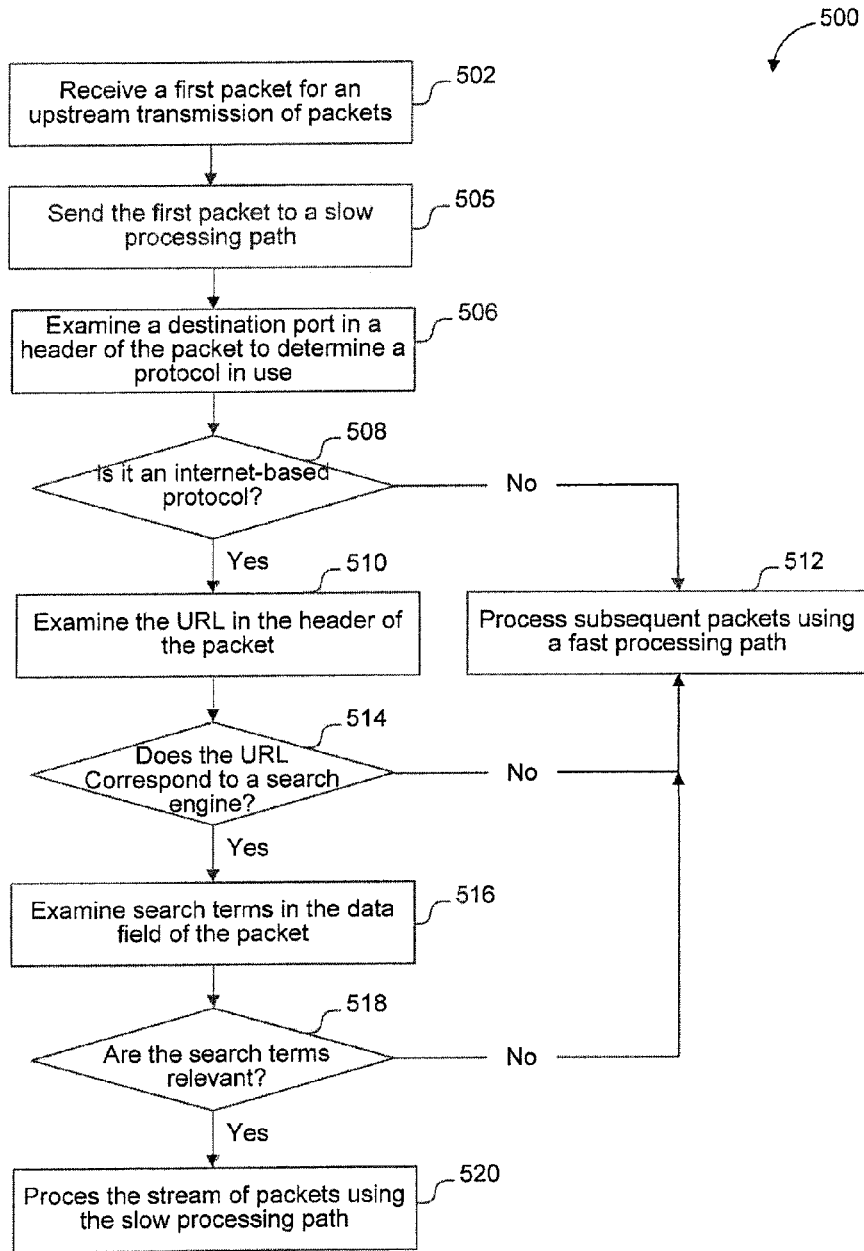 500
Receive a first packet for an
upstream transmission of packets
502
Send the first packet to a slow
processing path
505
Examine a destination port in a
header of the packet to determine a
protocol in use
506
Is it an internet-based
protocol?
508
No
Yes
Examine the URL in the header of
the packet
510
Process subsequent packets using
a fast processing path
512
Does the URL
Correspond to a search
engine?
514
No
Yes
Examine search terms in the data
field of the packet
516
Are the search terms
relevant?
518
No
Yes
Proces the stream of packets using
the slow processing path
520